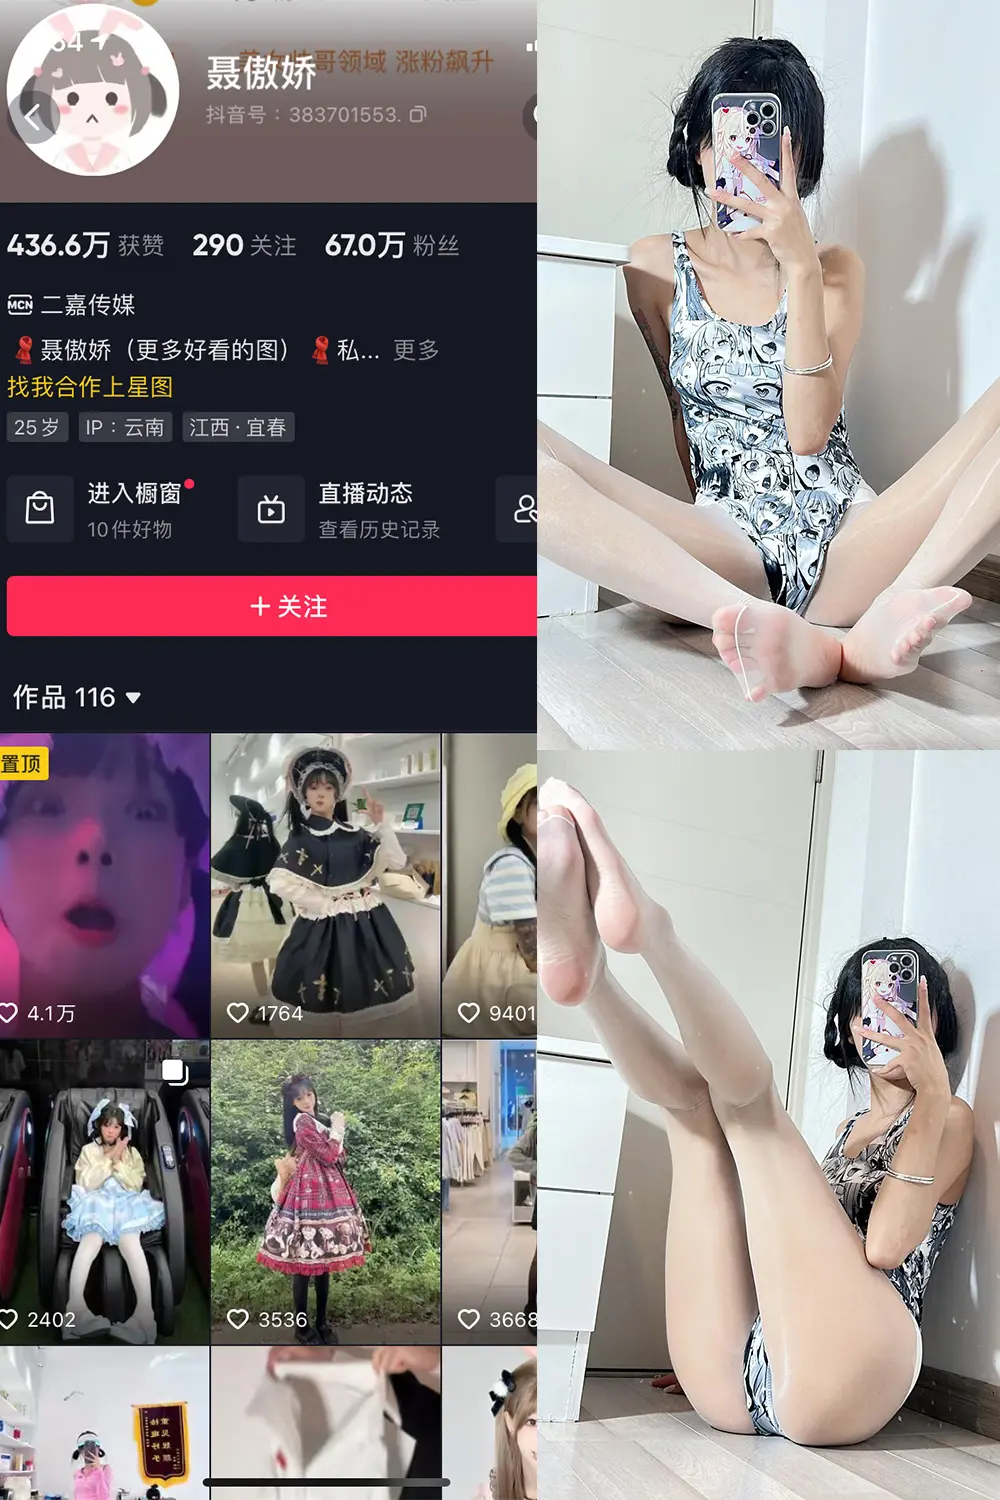 哥领域 涨粉飙升
聂傲娇
抖音号：383701553.
436.6万 获赞 290 关注 67.0万 粉丝
MCN 二嘉传媒
聂傲娇（更多好看的图） 私... 更多
找我合作上星图
25岁 IP：云南 江西·宜春
进入橱窗 直播动态
10件好物 查看历史记录
+ 关注
作品 116
置顶
4.1万 1764 9401
2402 3536 3668